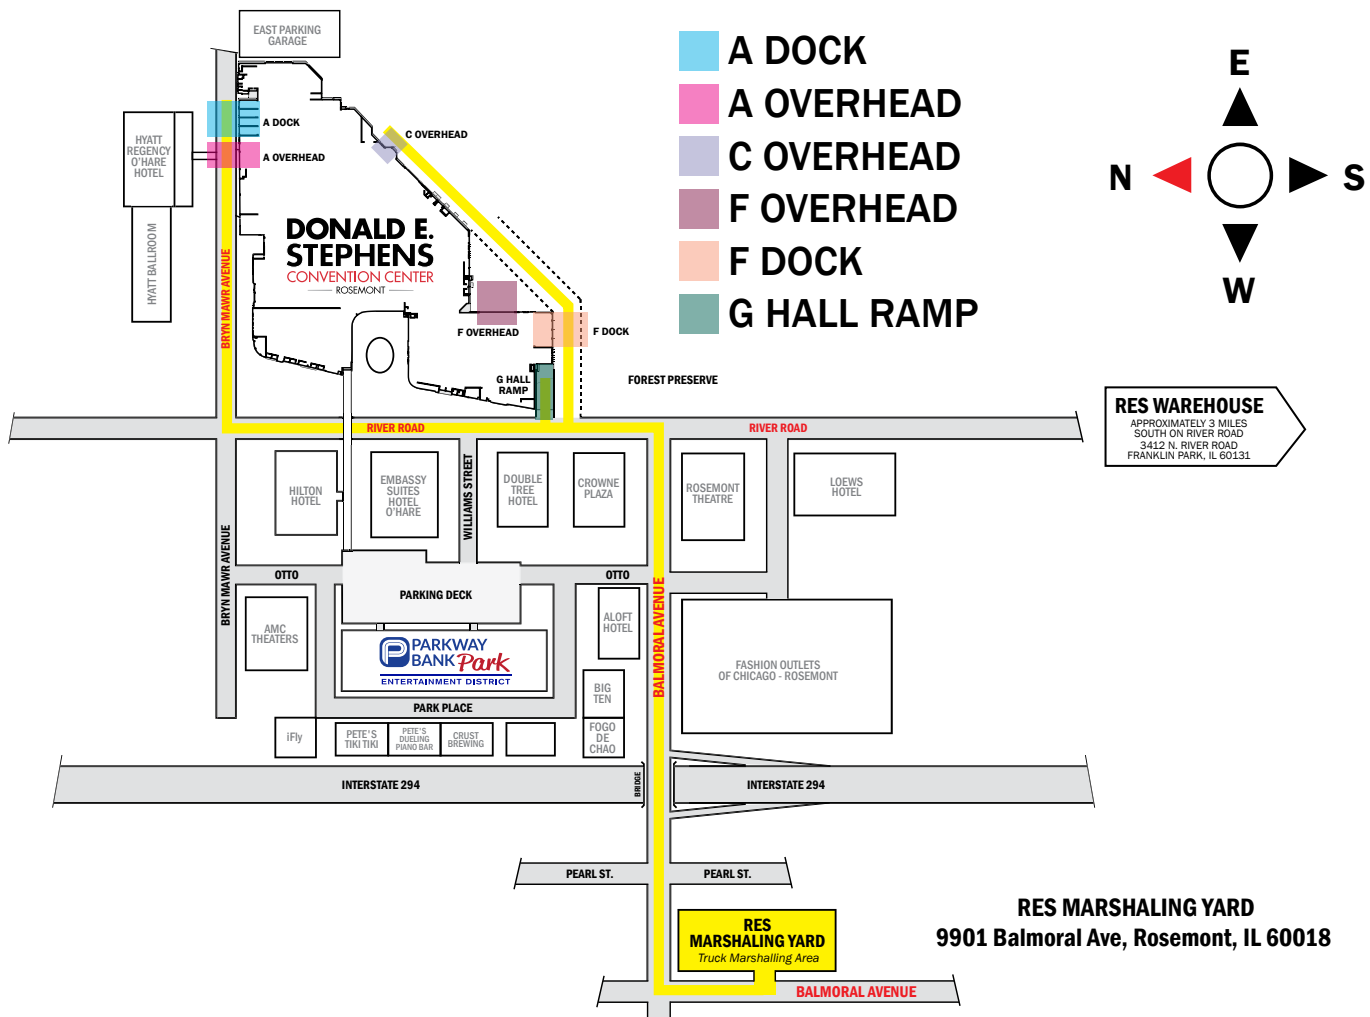 EAST PARKING
GARAGE
A DOCK
A OVERHEAD
C OVERHEAD
F OVERHEAD
F DOCK
G HALL RAMP
E
N
S
W
HYATT
REGENCY
O'HARE
HOTEL
HYATT BALLROOM
A DOCK
A OVERHEAD
C OVERHEAD
BRYN MAWR AVENUE
DONALD E.
STEPHENS
CONVENTION CENTER
ROSEMONT
F OVERHEAD
F DOCK
G HALL
RAMP
FOREST PRESERVE
RES WAREHOUSE
APPROXIMATELY 3 MILES
SOUTH ON RIVER ROAD
3412 N. RIVER ROAD
FRANKLIN PARK, IL 60131
RIVER ROAD
RIVER ROAD
HILTON
HOTEL
EMBASSY
SUITES
HOTEL
O'HARE
WILLIAMS STREET
DOUBLE
TREE
HOTEL
CROWNE
PLAZA
ROSEMONT
THEATRE
LOEWS
HOTEL
BRYN MAWR AVENUE
OTTO
OTTO
PARKING DECK
BALMORAL AVENUE
AMC
THEATERS
PARKWAY
BANK Park
ENTERTAINMENT DISTRICT
ALOFT
HOTEL
FASHION OUTLETS
OF CHICAGO - ROSEMONT
BIG
TEN
PARK PLACE
iFly
PETE'S
TIKI TIKI
PETE'S
DUELING
PIANO BAR
CRUST
BREWING
FOGO
DE
CHAO
INTERSTATE 294
BRIDGE
INTERSTATE 294
PEARL ST.
PEARL ST.
RES
MARSHALING YARD
Truck Marshalling Area
RES MARSHALING YARD
9901 Balmoral Ave, Rosemont, IL 60018
BALMORAL AVENUE